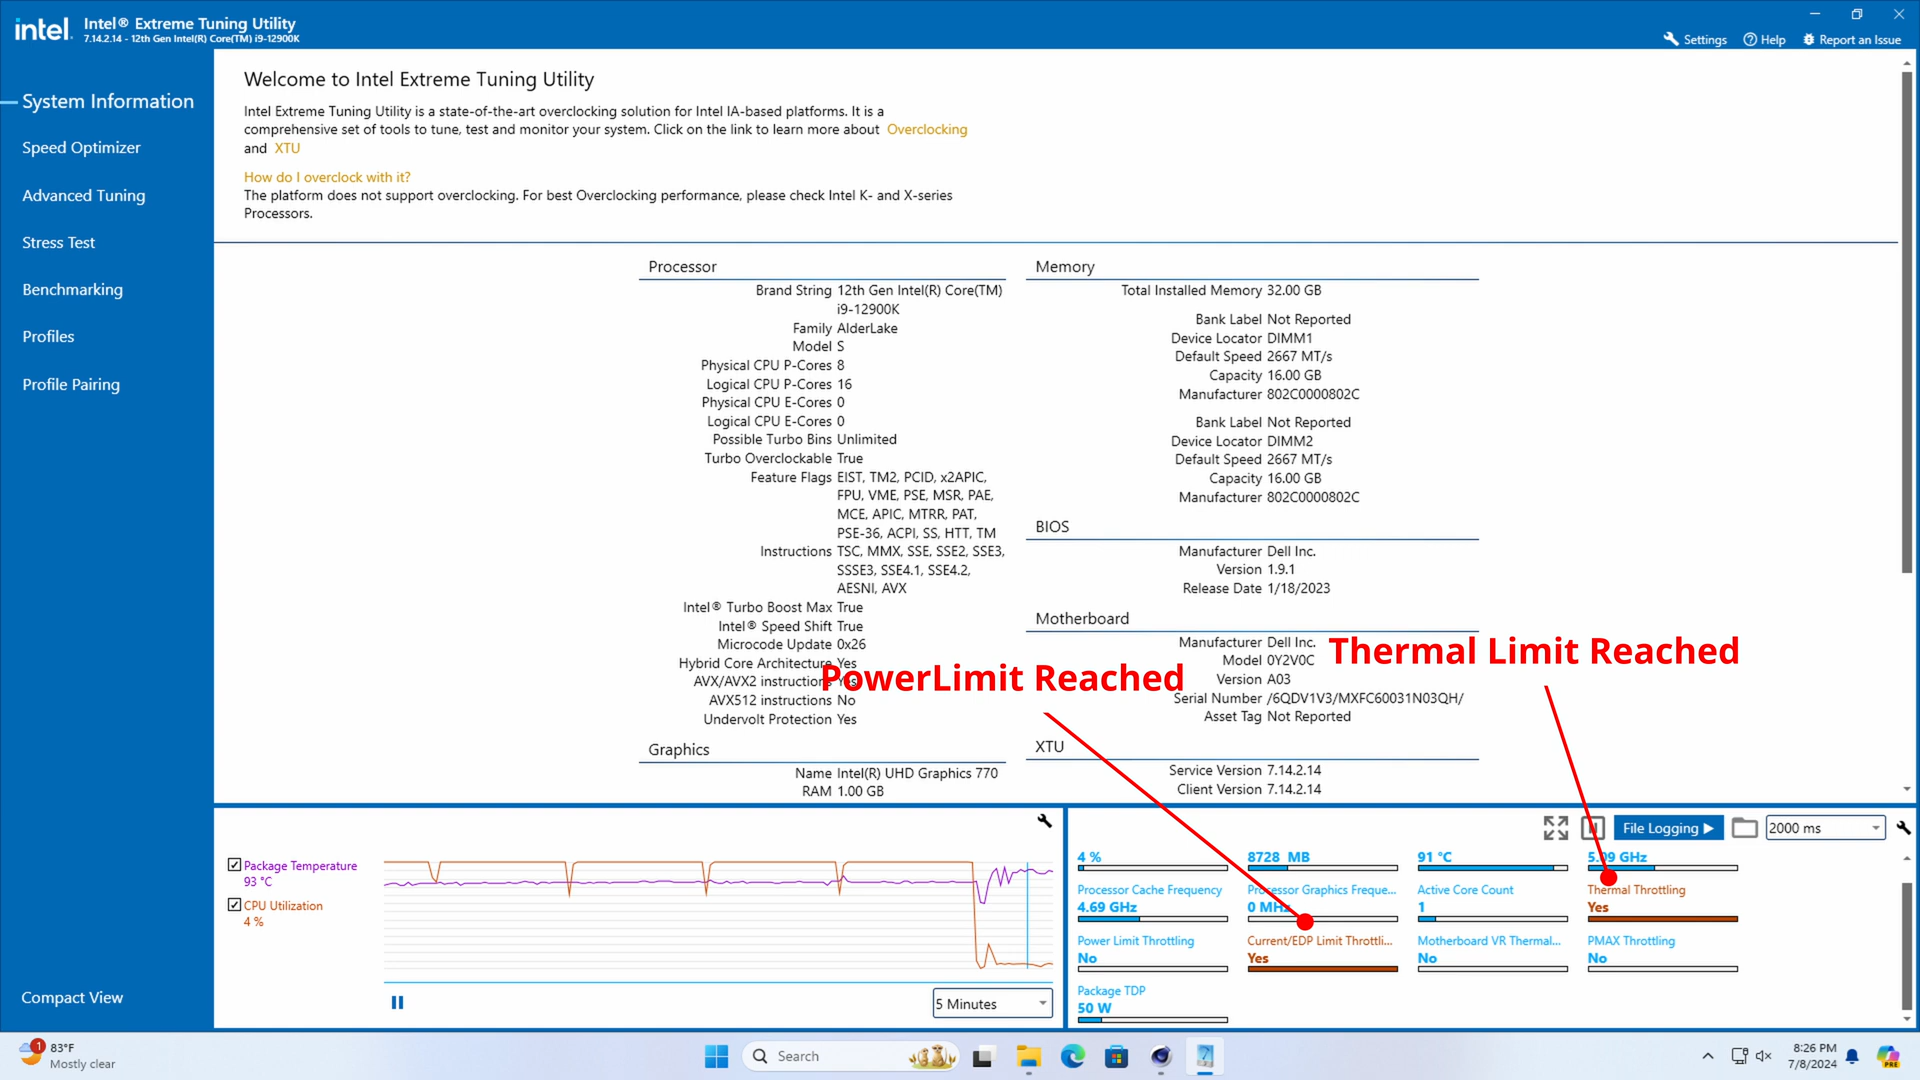 intel.
Intel® Extreme Tuning Utility
7.14.2.14 - 12th Gen Intel(R) Core(TM) i9-12900K
Settings
Help
Report an Issue
System Information
Speed Optimizer
Advanced Tuning
Stress Test
Benchmarking
Profiles
Profile Pairing
Compact View
Welcome to Intel Extreme Tuning Utility
Intel Extreme Tuning Utility is a state-of-the-art overclocking solution for Intel IA-based platforms. It is a
comprehensive set of tools to tune, test and monitor your system. Click on the link to learn more about Overclocking
and XTU
How do I overclock with it?
The platform does not support overclocking. For best Overclocking performance, please check Intel K- and X-series
Processors.
Processor
Brand String 12th Gen Intel(R) Core(TM)
i9-12900K
Family AlderLake
Model S
Physical CPU P-Cores 8
Logical CPU P-Cores 16
Physical CPU E-Cores 0
Logical CPU E-Cores 0
Possible Turbo Bins Unlimited
Turbo Overclockable True
Feature Flags EIST, TM2, PCID, x2APIC,
FPU, VME, PSE, MSR, PAE,
MCE, APIC, MTRR, PAT,
PSE-36, ACPI, SS, HTT, TM
Instructions TSC, MMX, SSE, SSE2, SSE3,
SSSE3, SSE4.1, SSE4.2,
AESNI, AVX
Intel® Turbo Boost Max True
Intel® Speed Shift True
Microcode Update 0x26
Hybrid Core Architecture Yes
AVX/AVX2 instructions Yes
AVX512 instructions No
Undervolt Protection Yes
Graphics
Name Intel(R) UHD Graphics 770
RAM 1.00 GB
Memory
Total Installed Memory 32.00 GB
Bank Label Not Reported
Device Locator DIMM1
Default Speed 2667 MT/s
Capacity 16.00 GB
Manufacturer 802C0000802C
Bank Label Not Reported
Device Locator DIMM2
Default Speed 2667 MT/s
Capacity 16.00 GB
Manufacturer 802C0000802C
BIOS
Manufacturer Dell Inc.
Version 1.9.1
Release Date 1/18/2023
Motherboard
Manufacturer Dell Inc.
Model 0Y2V0C
Version A03
Serial Number /6QDV1V3/MXFC60031N03QH/
Asset Tag Not Reported
XTU
Service Version 7.14.2.14
Client Version 7.14.2.14
PowerLimit Reached
Thermal Limit Reached
Package Temperature
93 °C
CPU Utilization
4 %
5 Minutes
File Logging
2000 ms
4 %
8728 MB
91 °C
5.09 GHz
Processor Cache Frequency
4.69 GHz
Processor Graphics Freque...
0 MHz
Active Core Count
1
Thermal Throttling
Yes
Power Limit Throttling
No
Current/EDP Limit Throttli...
Yes
Motherboard VR Thermal...
No
PMAX Throttling
No
Package TDP
50 W
1
83°F
Mostly clear
Search
8:26 PM
7/8/2024
PRE